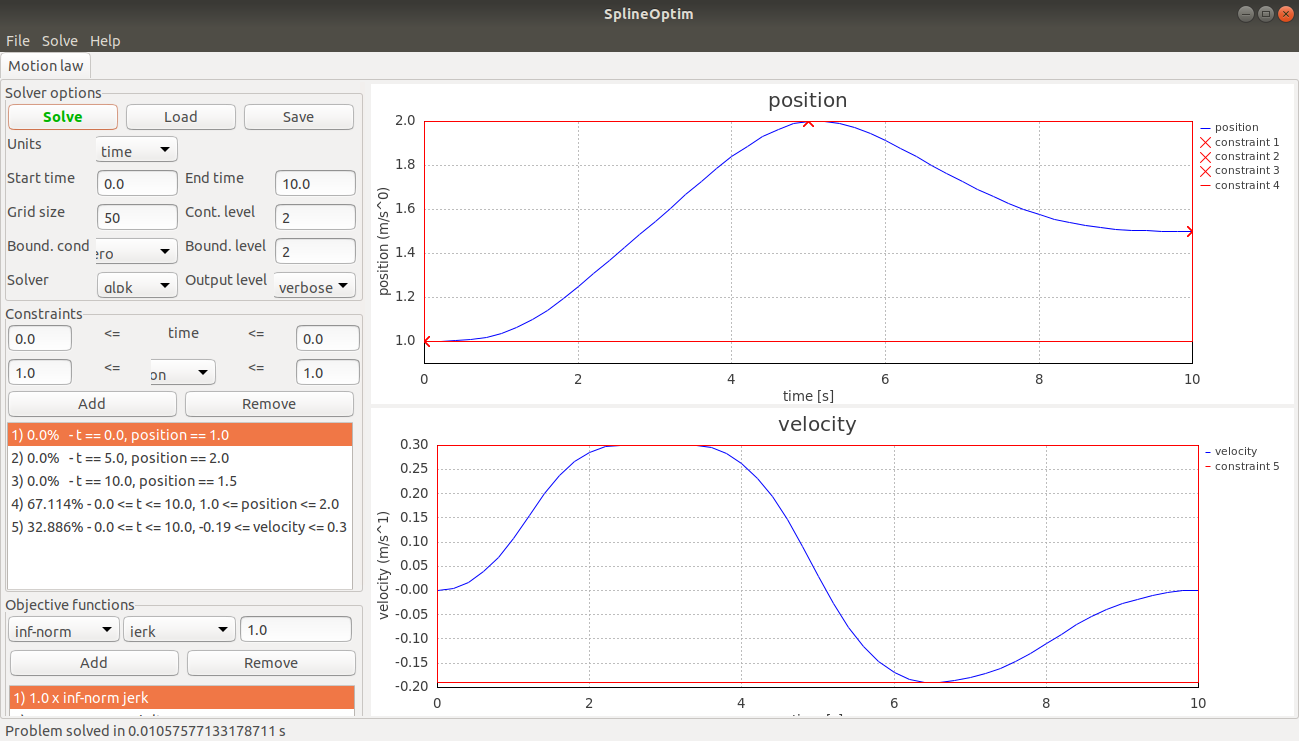 SplineOptim
File Solve Help
Motion law
Solver options
Solve Load Save
Units time
Start time 0.0 End time 10.0
Grid size 50 Cont. level 2
Bound. cond ero Bound. level 2
Solver glpk Output level verbose
Constraints
0.0 <= time <= 0.0
1.0 <= on <= 1.0
Add Remove
1) 0.0% - t == 0.0, position == 1.0
2) 0.0% - t == 5.0, position == 2.0
3) 0.0% - t == 10.0, position == 1.5
4) 67.114% - 0.0 <= t <= 10.0, 1.0 <= position <= 2.0
5) 32.886% - 0.0 <= t <= 10.0, -0.19 <= velocity <= 0.3
Objective functions
inf-norm jerk 1.0
Add Remove
1) 1.0 x inf-norm jerk
position
position (m/s^0)
2.0
1.8
1.6
1.4
1.2
1.0
0 2 4 6 8 10
time [s]
position
constraint 1
constraint 2
constraint 3
constraint 4
velocity
velocity (m/s^1)
0.30
0.25
0.20
0.15
0.10
0.05
-0.00
-0.05
-0.10
-0.15
-0.20
0 2 4 6 8 10
velocity
constraint 5
Problem solved in 0.01057577133178711 s